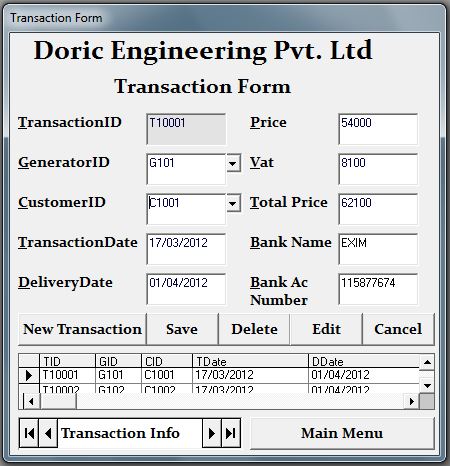 Transaction Form
Doric Engineering Pvt. Ltd
Transaction Form
TransactionID T10001 Price 54000
GeneratorID G101 Vat 8100
CustomerID C1001 Total Price 62100
TransactionDate 17/03/2012 Bank Name EXIM
DeliveryDate 01/04/2012 Bank Ac Number 115877674
New Transaction Save Delete Edit Cancel
TID GID CID TDate DDate
T10001 G101 C1001 17/03/2012 01/04/2012
T10002 G102 C1002 17/03/2012 01/04/2012
Transaction Info Main Menu